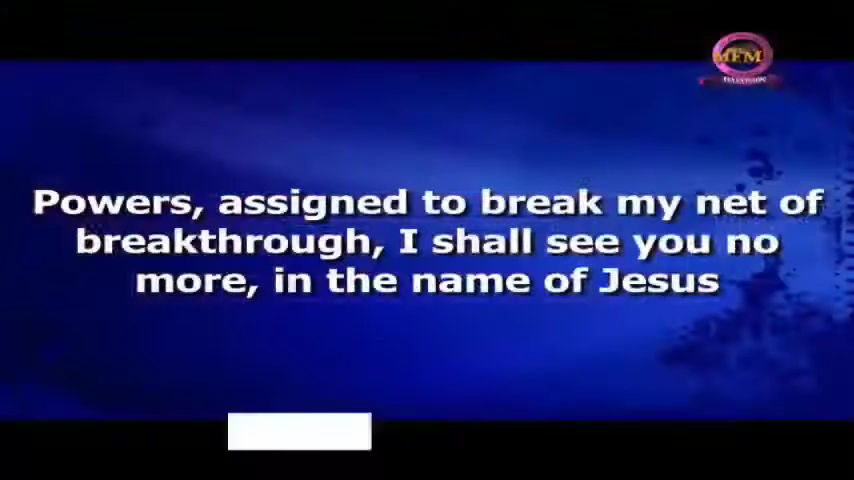 MFM
TELEVISION
Powers, assigned to break my net of
breakthrough, I shall see you no
more, in the name of Jesus